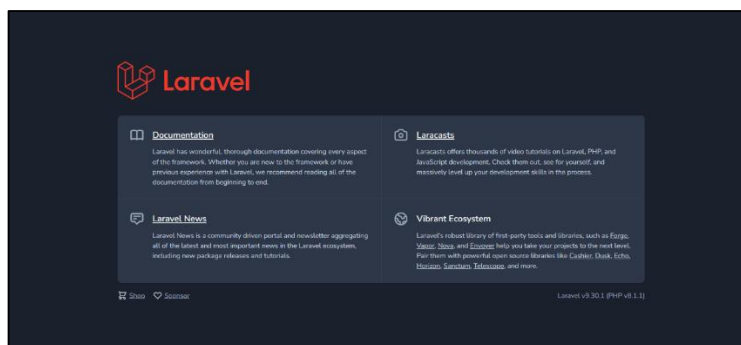 Laravel
Documentation
Laravel has wonderful, thorough documentation covering every aspect
of the framework. Whether you are new to the framework or have
previous experience with Laravel, we recommend reading all of the
documentation from beginning to end.
Laracasts
Laracasts offers thousands of video tutorials on Laravel, PHP, and
JavaScript development. Check them out, see for yourself, and
massively level up your development skills in the process.
Laravel News
Laravel News is a community driven portal and newsletter aggregating
all of the latest and most important news in the Laravel ecosystem,
including new package releases and tutorials.
Vibrant Ecosystem
Laravel's robust library of first-party tools and libraries, such as Forge,
Vapor, Nova, and Envoyer help you take your projects to the next level.
Pair them with powerful open source libraries like Cashier, Dusk, Echo,
Horizon, Sanctum, Telescope, and more.
Shop Sponsor
Laravel v9.30.1 (PHP v8.1.1)